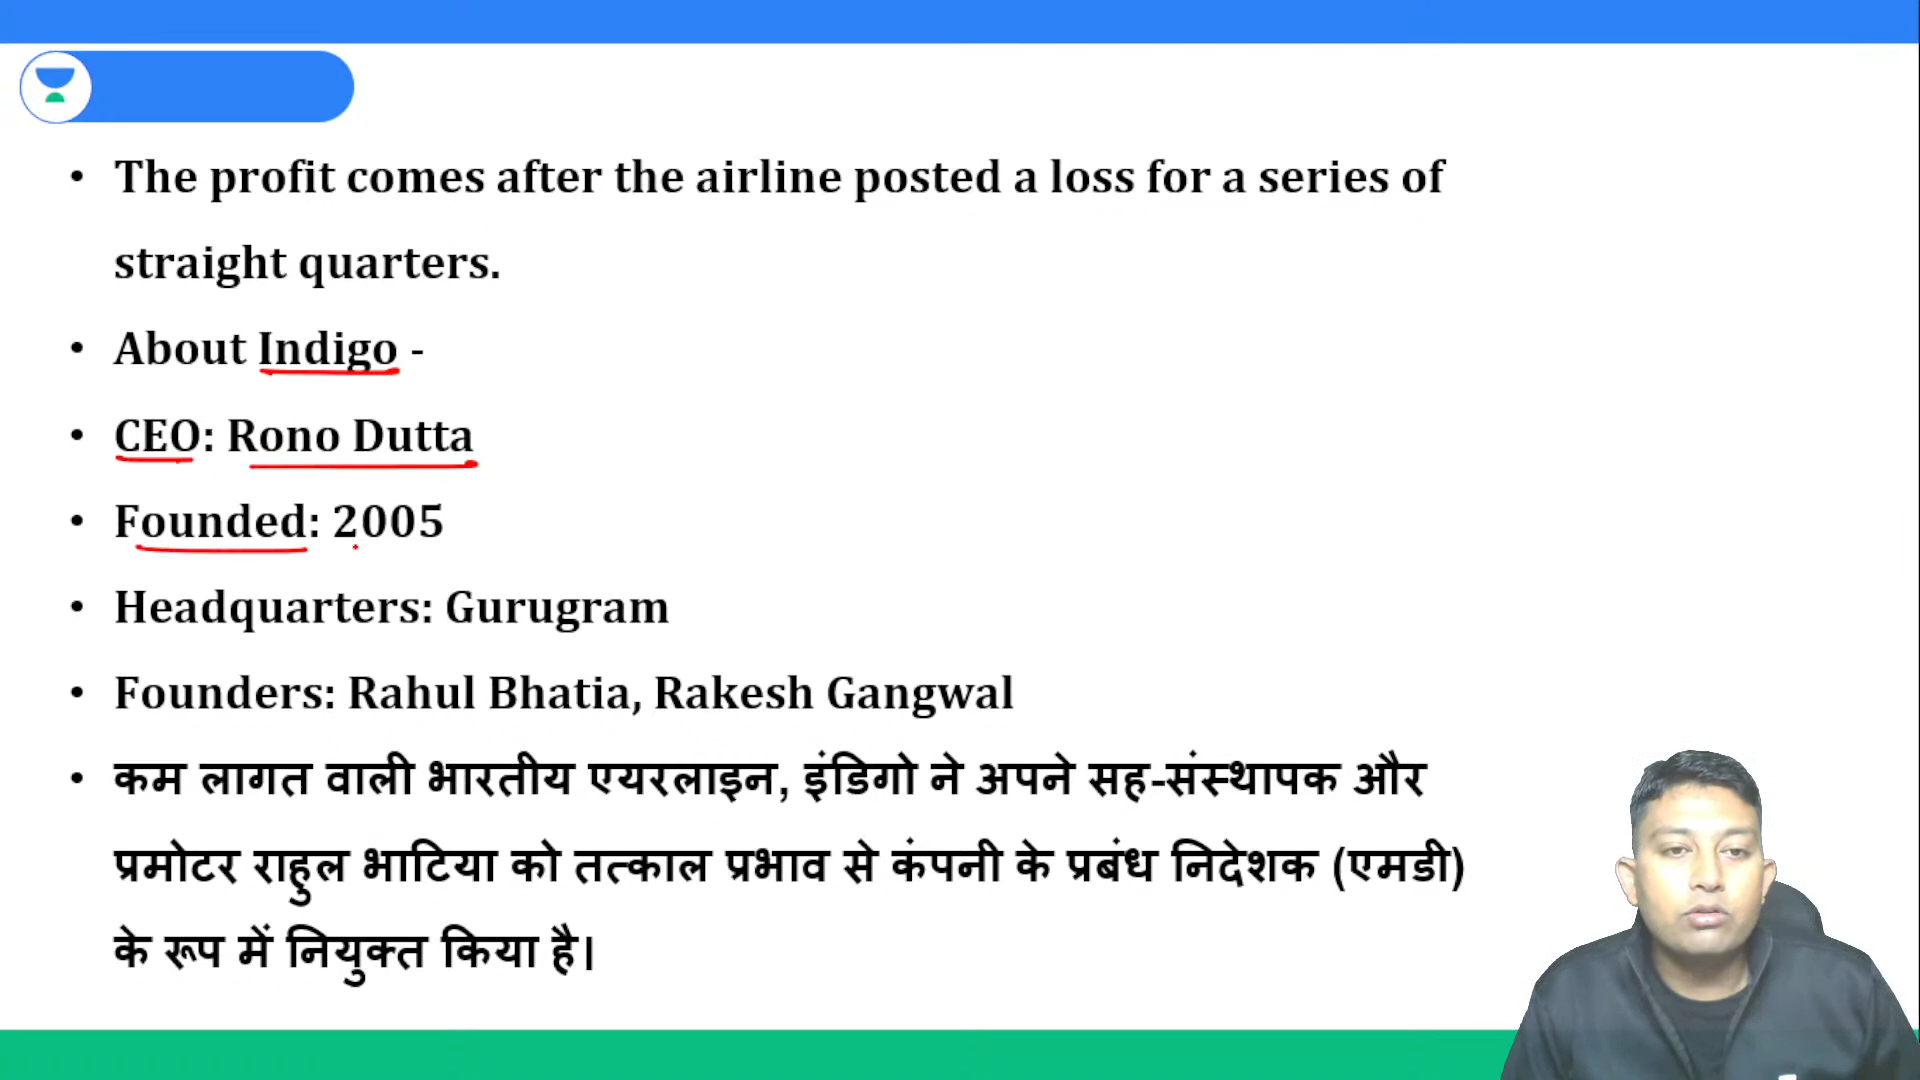 • The profit comes after the airline posted a loss for a series of
straight quarters.
• About Indigo -
• CEO: Rono Dutta
• Founded: 2005
• Headquarters: Gurugram
• Founders: Rahul Bhatia, Rakesh Gangwal
• कम लागत वाली भारतीय एयरलाइन, इंडिगो ने अपने सह-संस्थापक और
प्रमोटर राहुल भाटिया को तत्काल प्रभाव से कंपनी के प्रबंध निदेशक (एमडी)
के रूप में नियुक्त किया है।